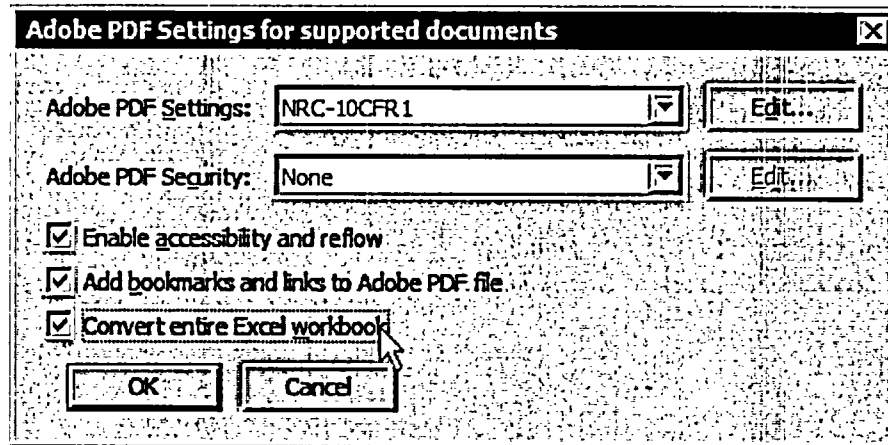 Adobe PDF Settings for supported documents
Adobe PDF Settings: NRC-10CFR1 Edit...
Adobe PDF Security: None Edit...
Enable accessibility and reflow
Add bookmarks and links to Adobe PDF file
Convert entire Excel workbook
OK Cancel